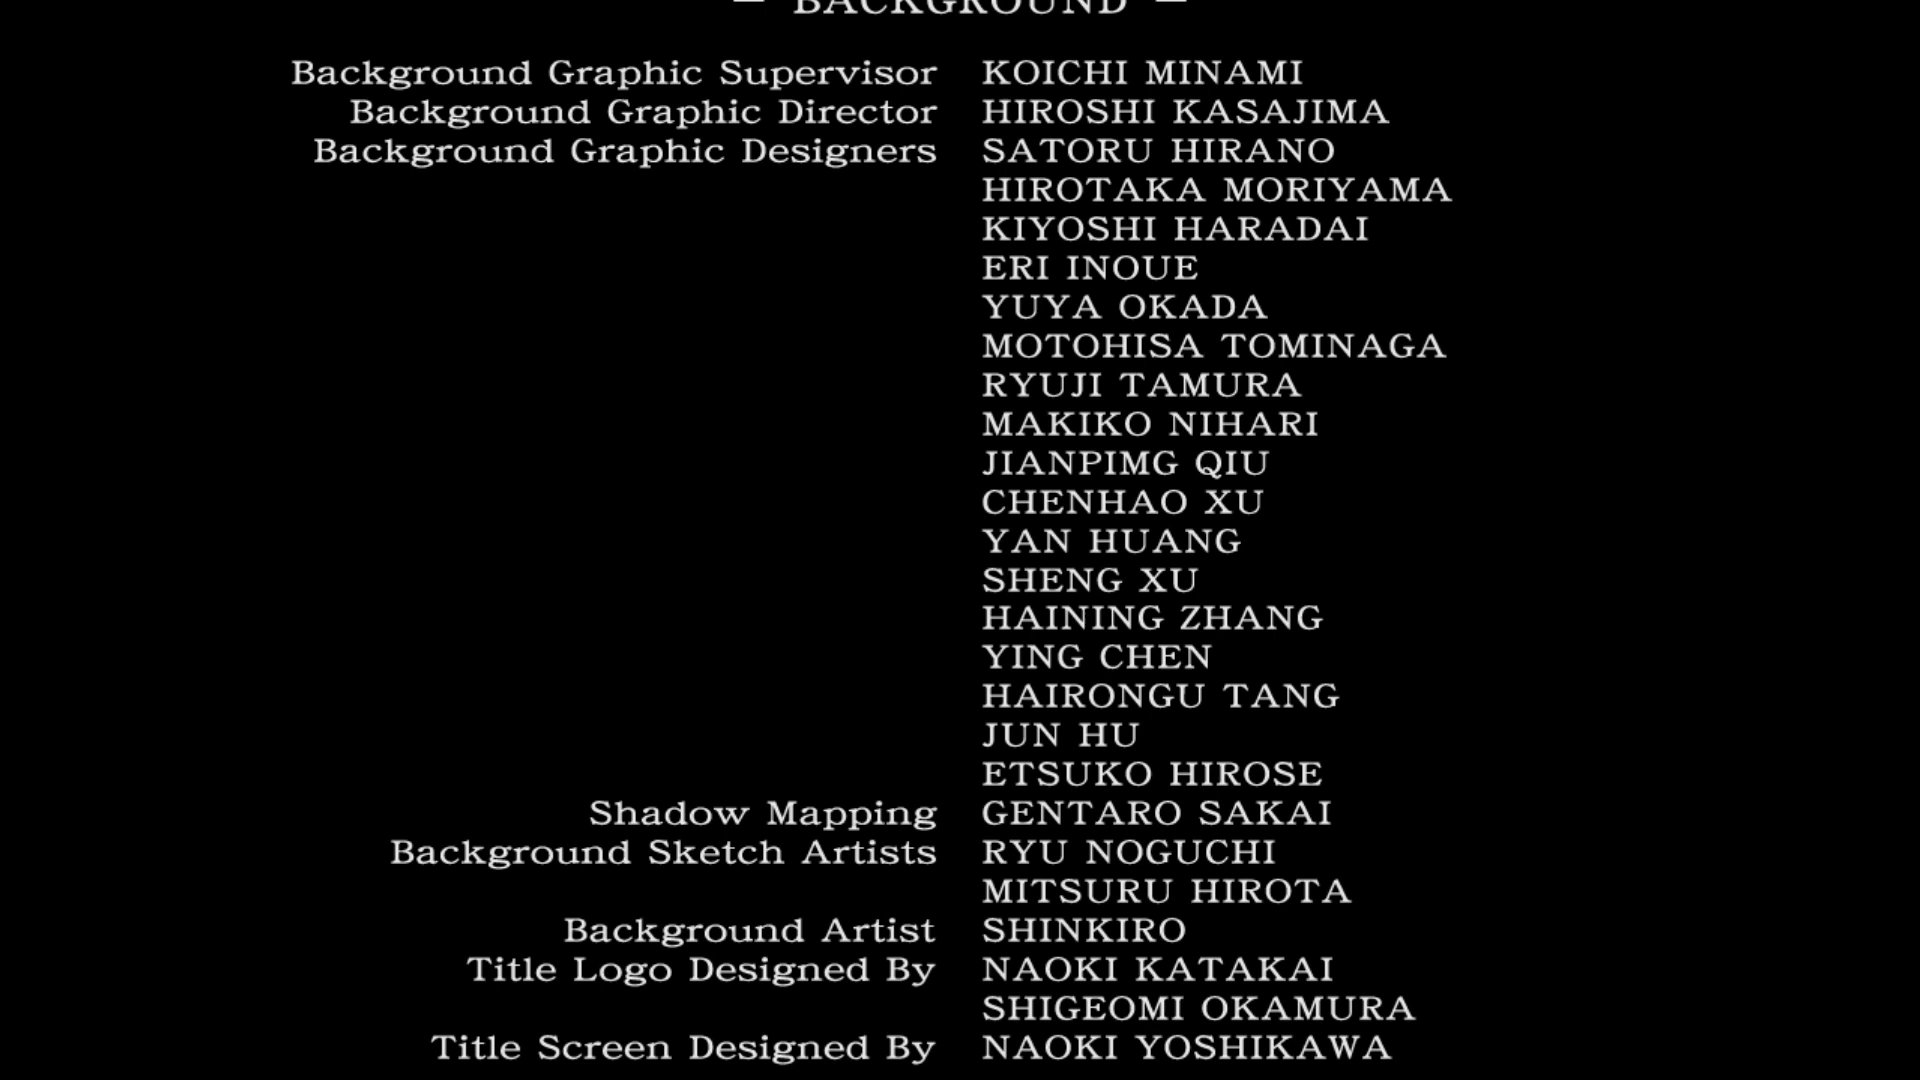 — BACKGROUND —
Background Graphic Supervisor KOICHI MINAMI
Background Graphic Director HIROSHI KASAJIMA
Background Graphic Designers SATORU HIRANO
HIROTAKA MORIYAMA
KIYOSHI HARADAI
ERI INOUE
YUYA OKADA
MOTOHISA TOMINAGA
RYUJI TAMURA
MAKIKO NIHARI
JIANPIMG QIU
CHENHAO XU
YAN HUANG
SHENG XU
HAINING ZHANG
YING CHEN
HAIRONGU TANG
JUN HU
ETSUKO HIROSE
Shadow Mapping GENTARO SAKAI
Background Sketch Artists RYU NOGUCHI
MITSURU HIROTA
Background Artist SHINKIRO
Title Logo Designed By NAOKI KATAKAI
SHIGEOMI OKAMURA
Title Screen Designed By NAOKI YOSHIKAWA